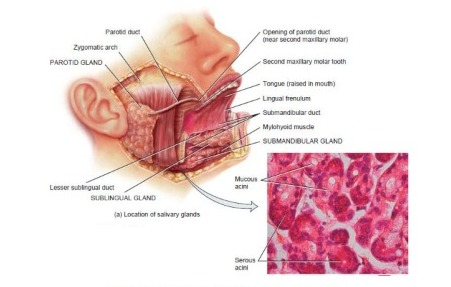 Parotid duct
Zygomatic arch
PAROTID GLAND
Opening of parotid duct
(near second maxillary molar)
Second maxillary molar tooth
Tongue (raised in mouth)
Lingual frenulum
Submandibular duct
Mylohyoid muscle
SUBMANDIBULAR GLAND
Lesser sublingual duct
SUBLINGUAL GLAND
(a) Location of salivary glands
Mucous
acini
Serous
acini